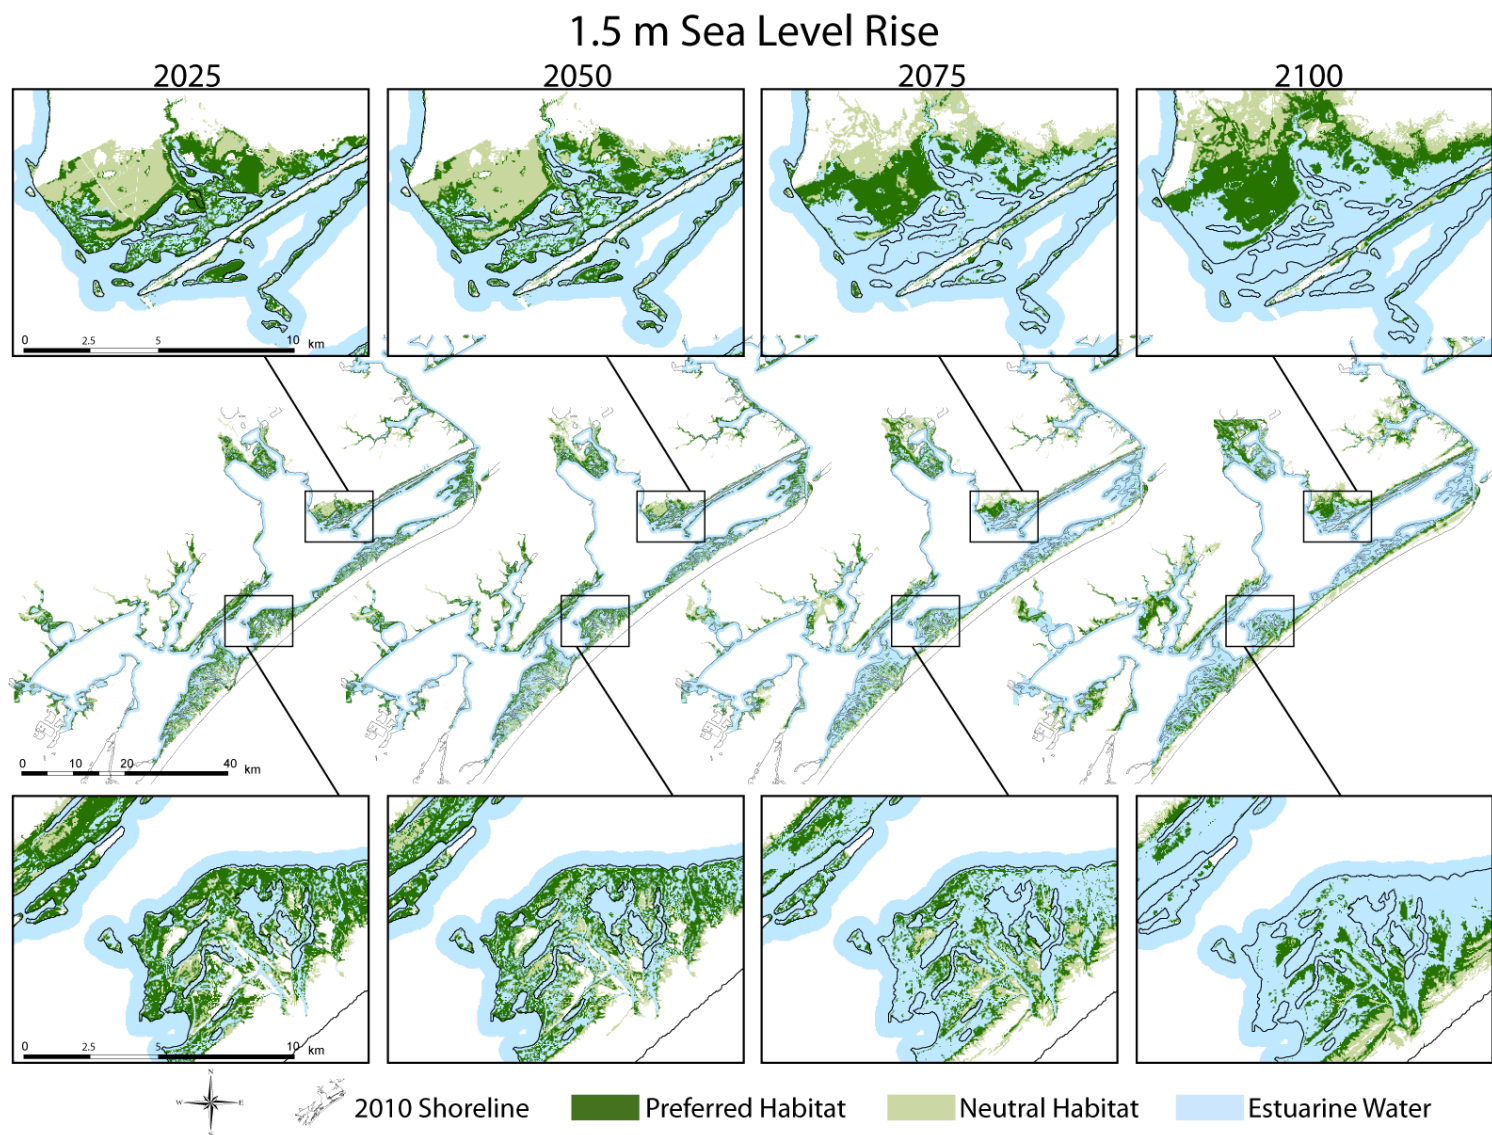 1.5 m Sea Level Rise
2025 2050 2075 2100
0 2.5 5 10 km
0 10 20 40 km
0 2.5 5 10 km
N
W E
S
2010 Shoreline Preferred Habitat Neutral Habitat Estuarine Water